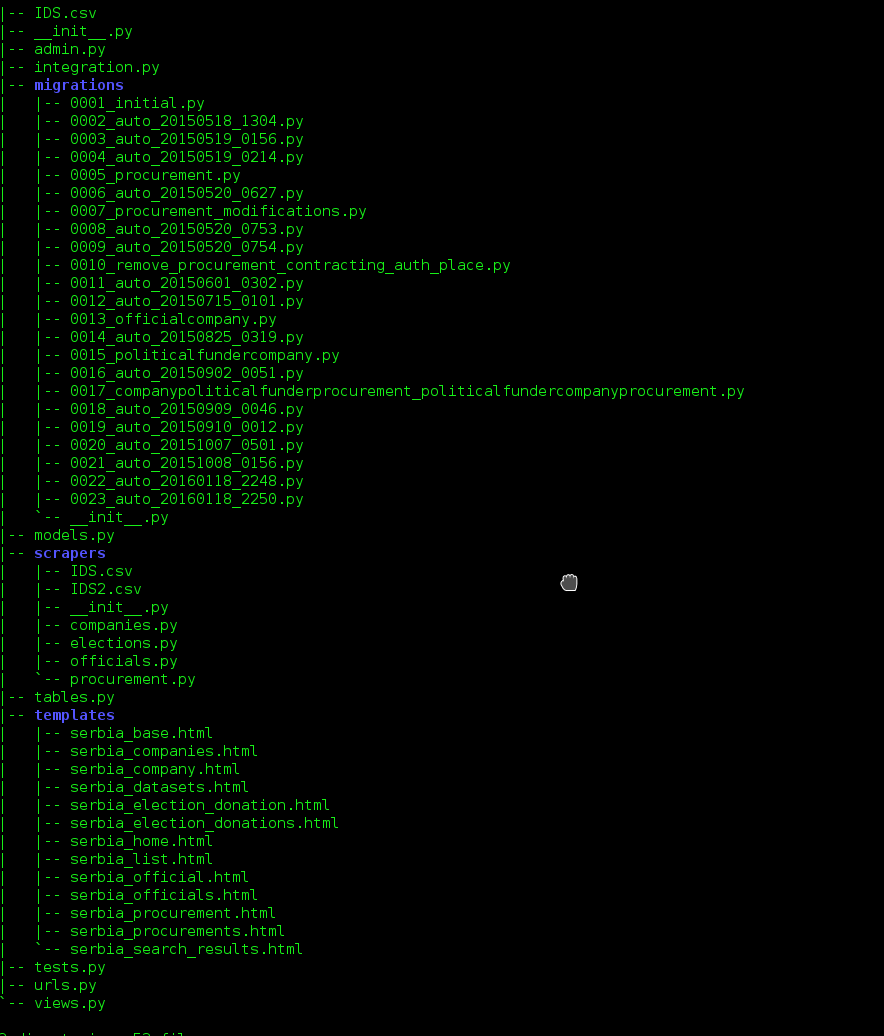 |-- IDS.csv
|-- __init__.py
|-- admin.py
|-- integration.py
|-- migrations
|   |-- 0001_initial.py
|   |-- 0002_auto_20150518_1304.py
|   |-- 0003_auto_20150519_0156.py
|   |-- 0004_auto_20150519_0214.py
|   |-- 0005_procurement.py
|   |-- 0006_auto_20150520_0627.py
|   |-- 0007_procurement_modifications.py
|   |-- 0008_auto_20150520_0753.py
|   |-- 0009_auto_20150520_0754.py
|   |-- 0010_remove_procurement_contracting_auth_place.py
|   |-- 0011_auto_20150601_0302.py
|   |-- 0012_auto_20150715_0101.py
|   |-- 0013_officialcompany.py
|   |-- 0014_auto_20150825_0319.py
|   |-- 0015_politicalfundercompany.py
|   |-- 0016_auto_20150902_0051.py
|   |-- 0017_companypoliticalfunderprocurement_politicalfundercompanyprocurement.py
|   |-- 0018_auto_20150909_0046.py
|   |-- 0019_auto_20150910_0012.py
|   |-- 0020_auto_20151007_0501.py
|   |-- 0021_auto_20151008_0156.py
|   |-- 0022_auto_20160118_2248.py
|   |-- 0023_auto_20160118_2250.py
|   `-- __init__.py
|-- models.py
|-- scrapers
|   |-- IDS.csv
|   |-- IDS2.csv
|   |-- __init__.py
|   |-- companies.py
|   |-- elections.py
|   |-- officials.py
|   `-- procurement.py
|-- tables.py
|-- templates
|   |-- serbia_base.html
|   |-- serbia_companies.html
|   |-- serbia_company.html
|   |-- serbia_datasets.html
|   |-- serbia_election_donation.html
|   |-- serbia_election_donations.html
|   |-- serbia_home.html
|   |-- serbia_list.html
|   |-- serbia_official.html
|   |-- serbia_officials.html
|   |-- serbia_procurement.html
|   |-- serbia_procurements.html
|   `-- serbia_search_results.html
|-- tests.py
|-- urls.py
`-- views.py